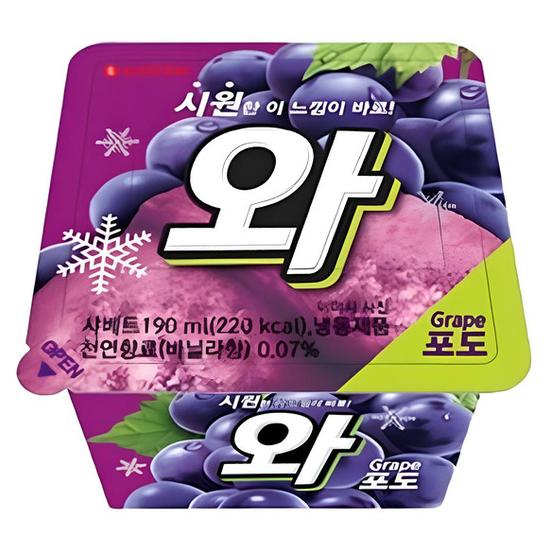 시원한 이 느낌이 바로!
와
샤베트 190 ml(220 kcal), 냉동제품
천연향료(바닐라향) 0.07%
Grape
포도
OPEN
시원
와
Grape
포도